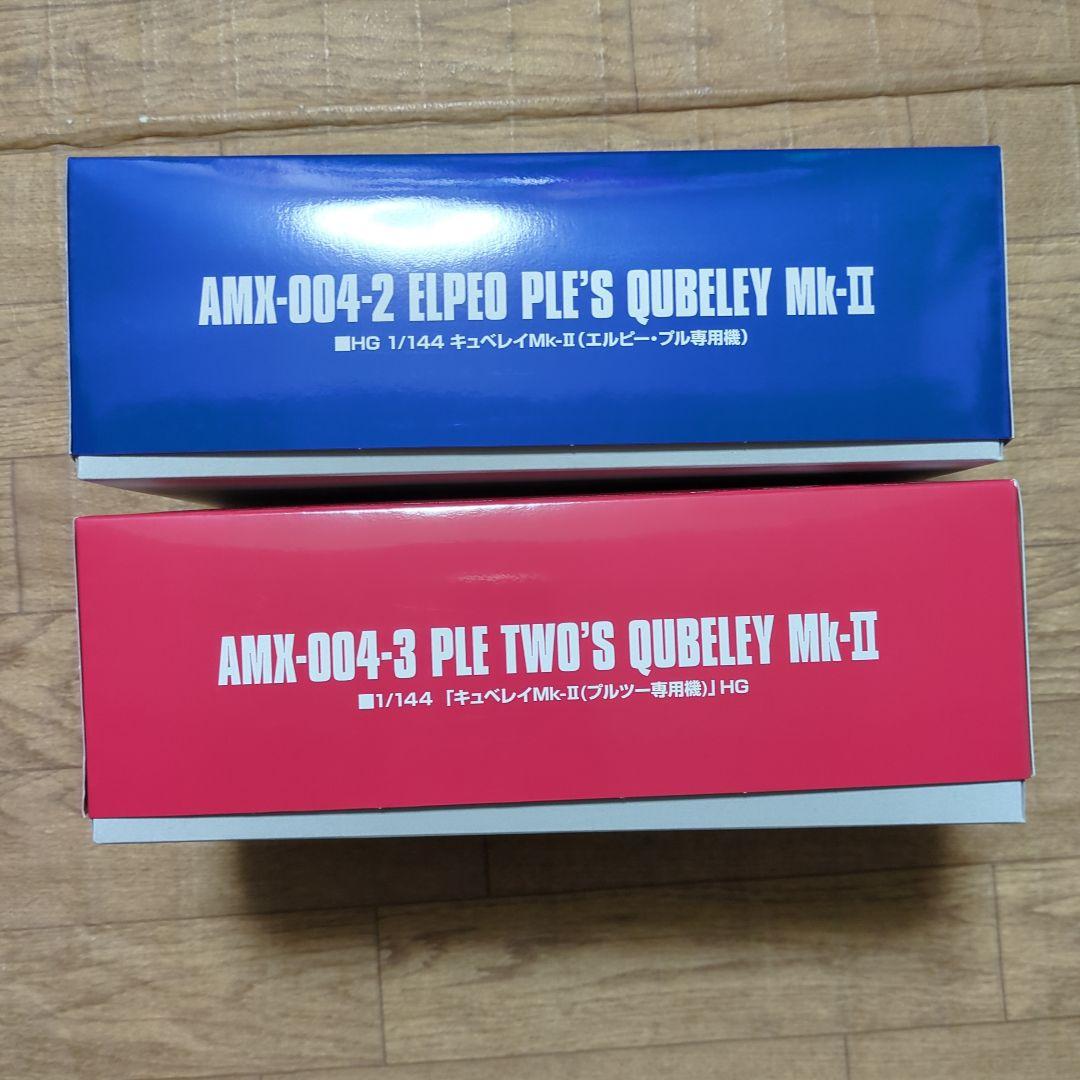 AMX-004-2 ELPEO PLE'S QUBELEY Mk-II
■HG 1/144 キュベレイMk-II(エルピー・プル専用機)
AMX-004-3 PLE TWO'S QUBELEY Mk-II
■1/144 「キュベレイMk-II(プルツー専用機)」HG